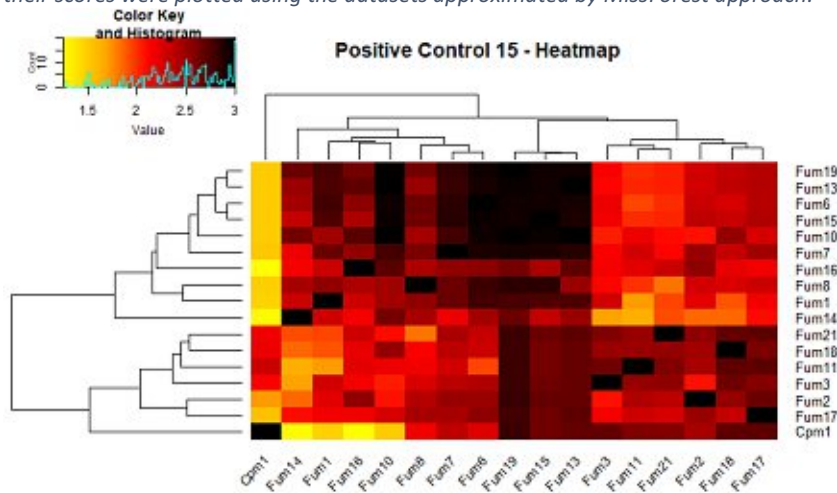 their scores were plotted using the datasets approximated by MissForest approach.
Color Key
and Histogram
Count
0 10
1.5 2 2.5 3
Value
Positive Control 15 - Heatmap
Fum19
Fum13
Fum6
Fum15
Fum10
Fum7
Fum16
Fum8
Fum1
Fum14
Fum21
Fum18
Fum11
Fum3
Fum2
Fum17
Cpm1
Cpm1 Fum14 Fum1 Fum16 Fum10 Fum8 Fum7 Fum6 Fum19 Fum15 Fum13 Fum3 Fum11 Fum21 Fum2 Fum18 Fum17